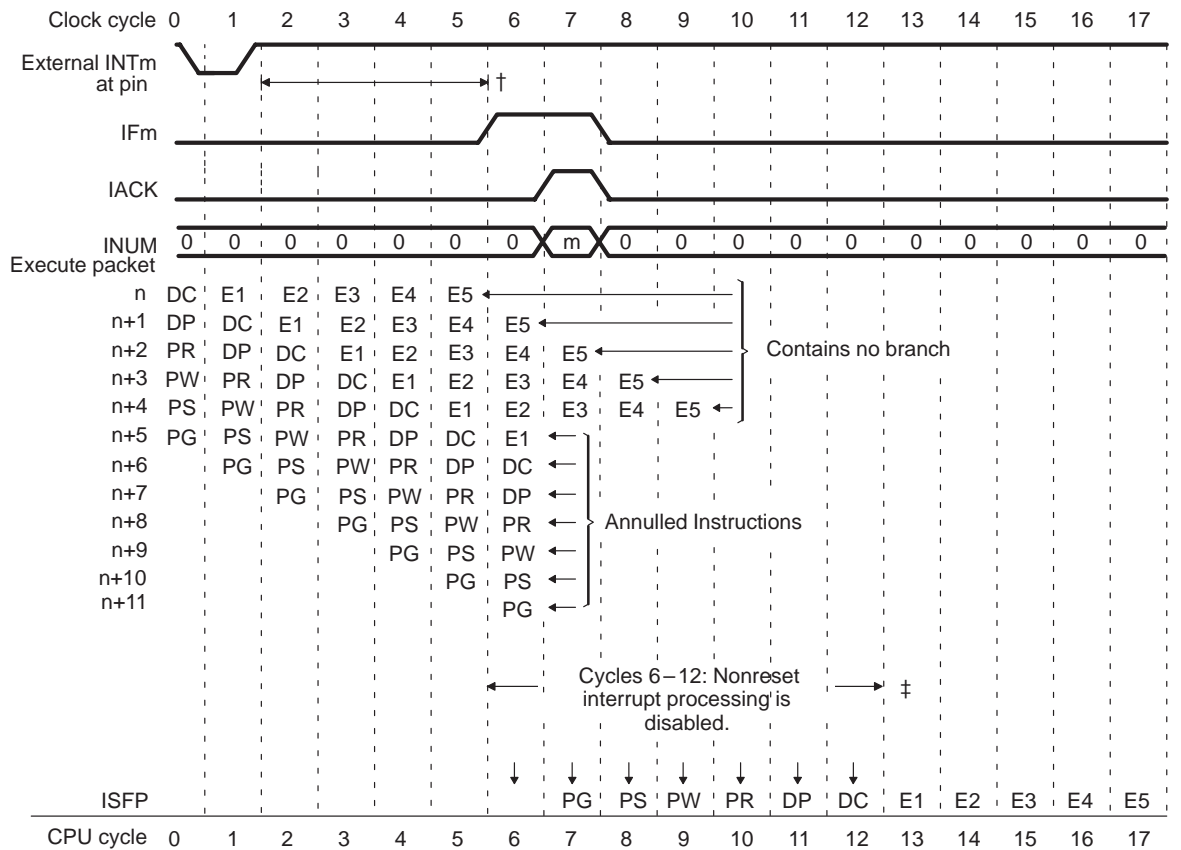 Clock cycle 0 1 2 3 4 5 6 7 8 9 10 11 12 13 14 15 16 17
External INTm
at pin
†
IFm
IACK
INUM 0 0 0 0 0 0 0 m 0 0 0 0 0 0 0 0 0 0
Execute packet
n DC E1 E2 E3 E4 E5
n+1 DP DC E1 E2 E3 E4 E5
n+2 PR DP DC E1 E2 E3 E4 E5 Contains no branch
n+3 PW PR DP DC E1 E2 E3 E4 E5
n+4 PS PW PR DP DC E1 E2 E3 E4 E5
n+5 PG PS PW PR DP DC E1
n+6 PG PS PW PR DP DC
n+7 PG PS PW PR DP
n+8 PG PS PW PR Annulled Instructions
n+9 PG PS PW
n+10 PG PS
n+11 PG
Cycles 6–12: Nonreset
interrupt processing is
disabled.
‡
ISFP PG PS PW PR DP DC E1 E2 E3 E4 E5
CPU cycle 0 1 2 3 4 5 6 7 8 9 10 11 12 13 14 15 16 17